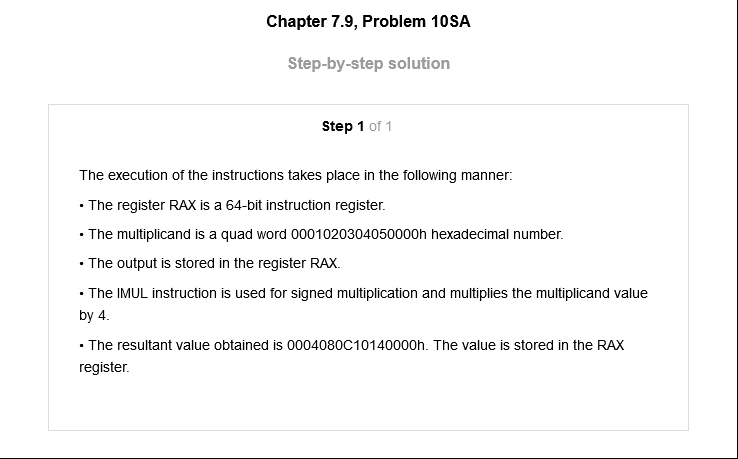 Chapter 7.9, Problem 10SA
Step-by-step solution
Step 1 of 1
The execution of the instructions takes place in the following manner:
• The register RAX is a 64-bit instruction register.
• The multiplicand is a quad word 0001020304050000h hexadecimal number.
• The output is stored in the register RAX.
• The IMUL instruction is used for signed multiplication and multiplies the multiplicand value
by 4.
• The resultant value obtained is 0004080C10140000h. The value is stored in the RAX
register.